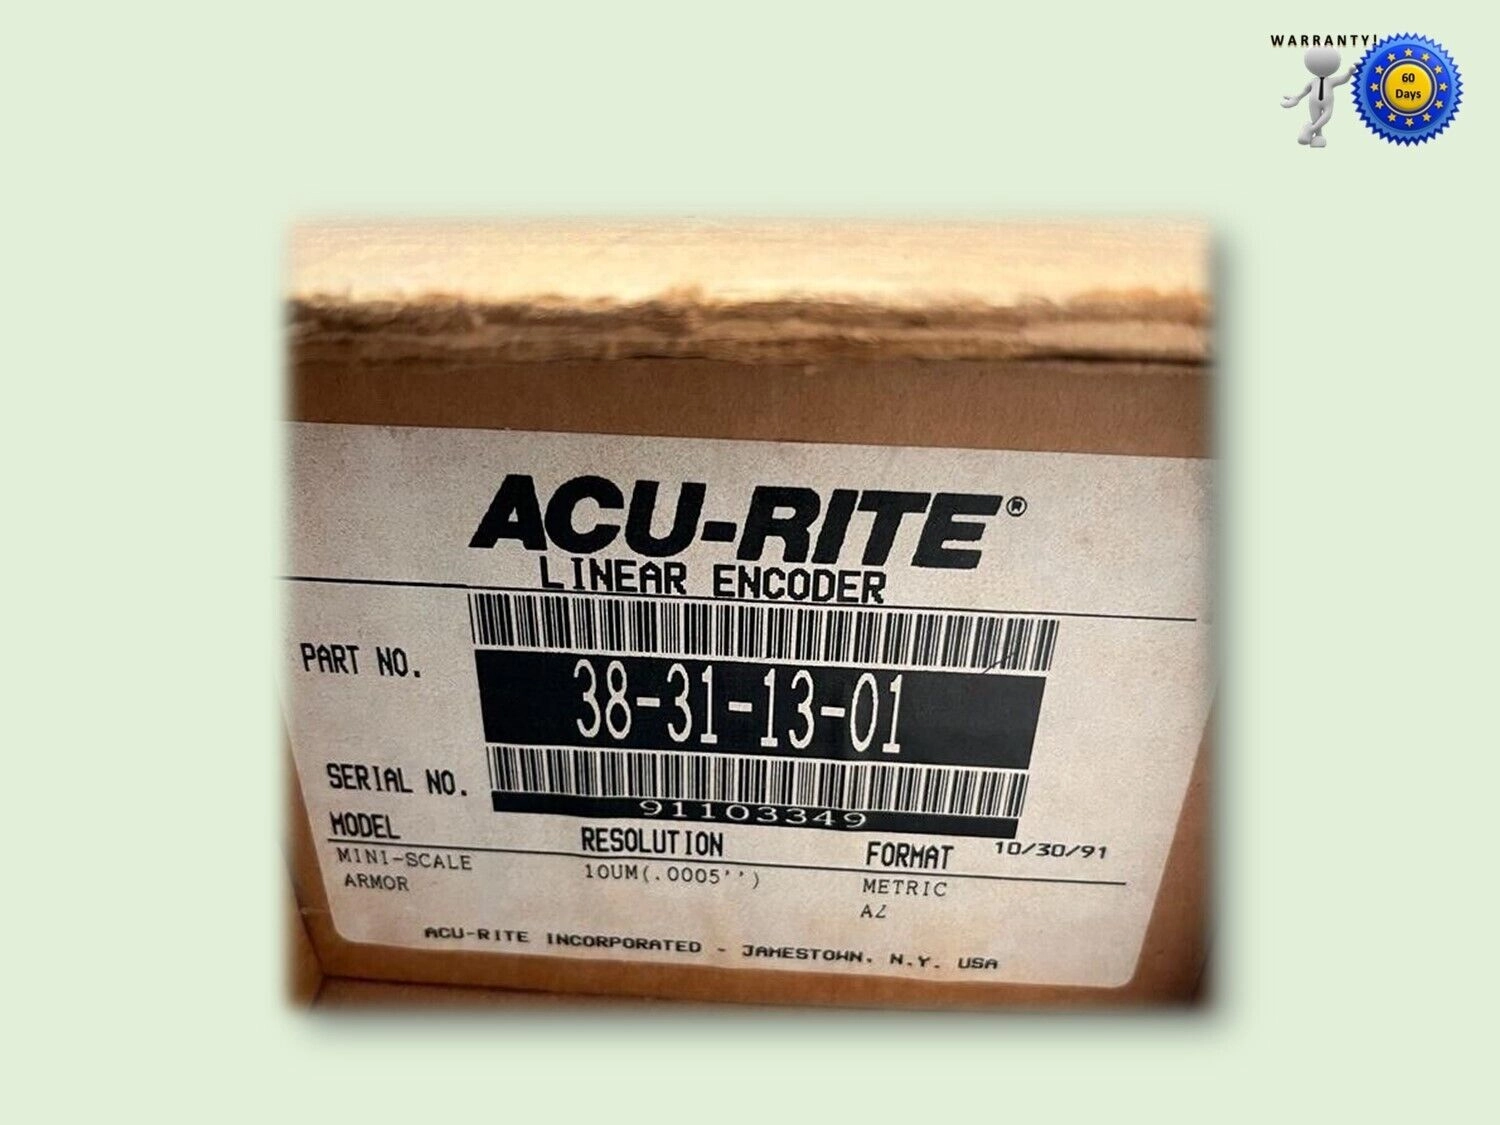 WARRANTY!
60
Days
ACU-RITE®
LINEAR ENCODER
PART NO.
38-31-13-01
SERIAL NO.
91103349
MODEL
RESOLUTION
FORMAT
10/30/91
MINI-SCALE
10UM(.0005'')
METRIC
ARMOR
AZ
ACU-RITE INCORPORATED - JAMESTOWN, N.Y. USA